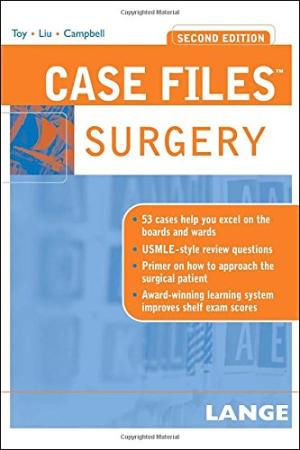 Toy • Liu • Campbell
SECOND EDITION
CASE FILES™
SURGERY
• 53 cases help you excel on the
boards and wards
• USMLE-style review questions
• Primer on how to approach the
surgical patient
• Award-winning learning system
improves shelf exam scores
LANGE